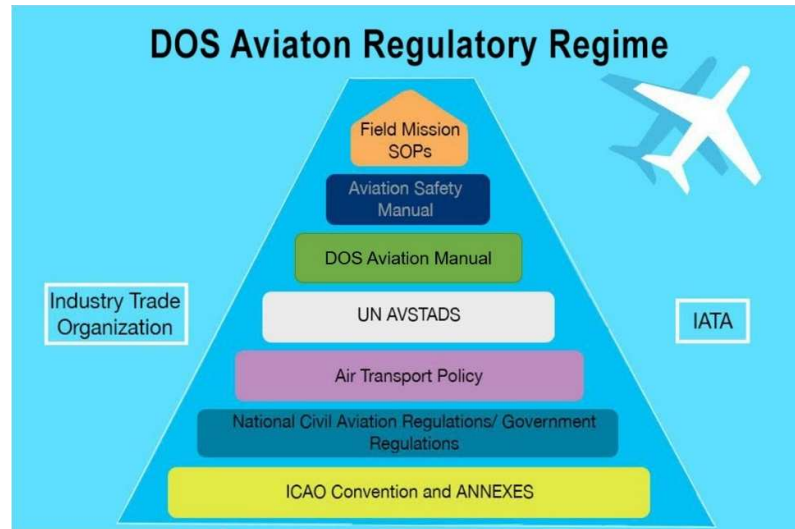 DOS Aviaton Regulatory Regime
Field Mission
SOPs
Aviation Safety
Manual
DOS Aviation Manual
Industry Trade
Organization
UN AVSTADS
IATA
Air Transport Policy
National Civil Aviation Regulations/ Government
Regulations
ICAO Convention and ANNEXES